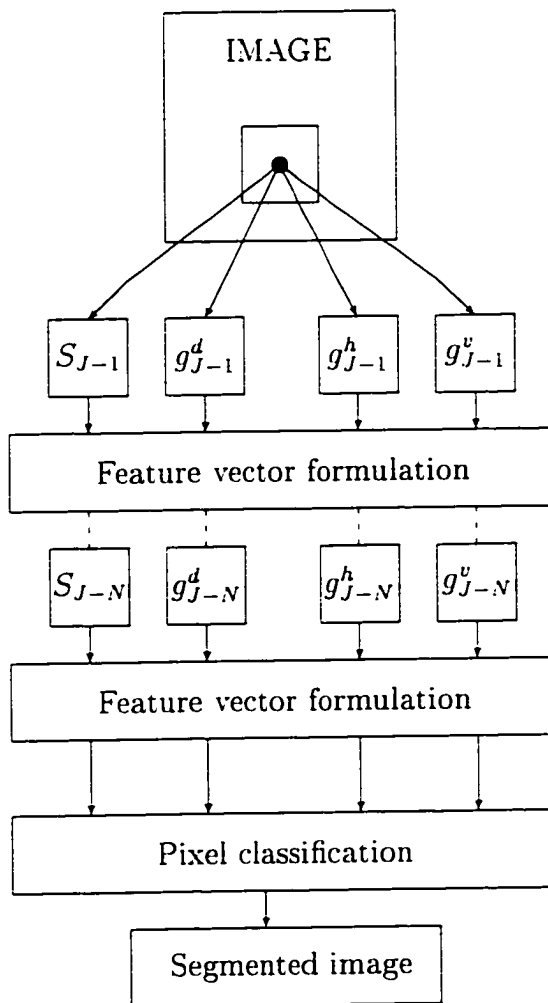 IMAGE
S_{J-1} g^d_{J-1} g^h_{J-1} g^v_{J-1}
Feature vector formulation
S_{J-N} g^d_{J-N} g^h_{J-N} g^v_{J-N}
Feature vector formulation
Pixel classification
Segmented image